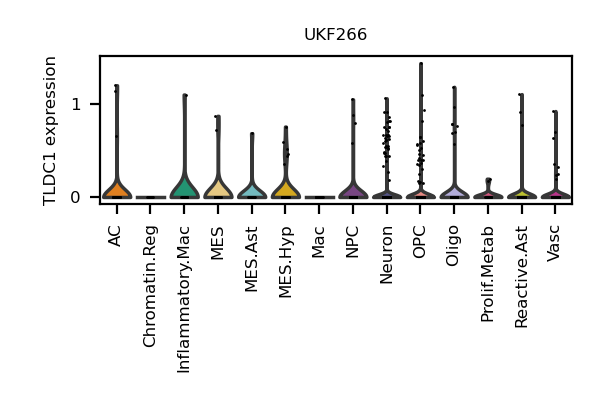 UKF266
TLDC1 expression
1
0
AC
Chromatin.Reg
Inflammatory.Mac
MES
MES.Ast
MES.Hyp
Mac
NPC
Neuron
OPC
Oligo
Prolif.Metab
Reactive.Ast
Vasc